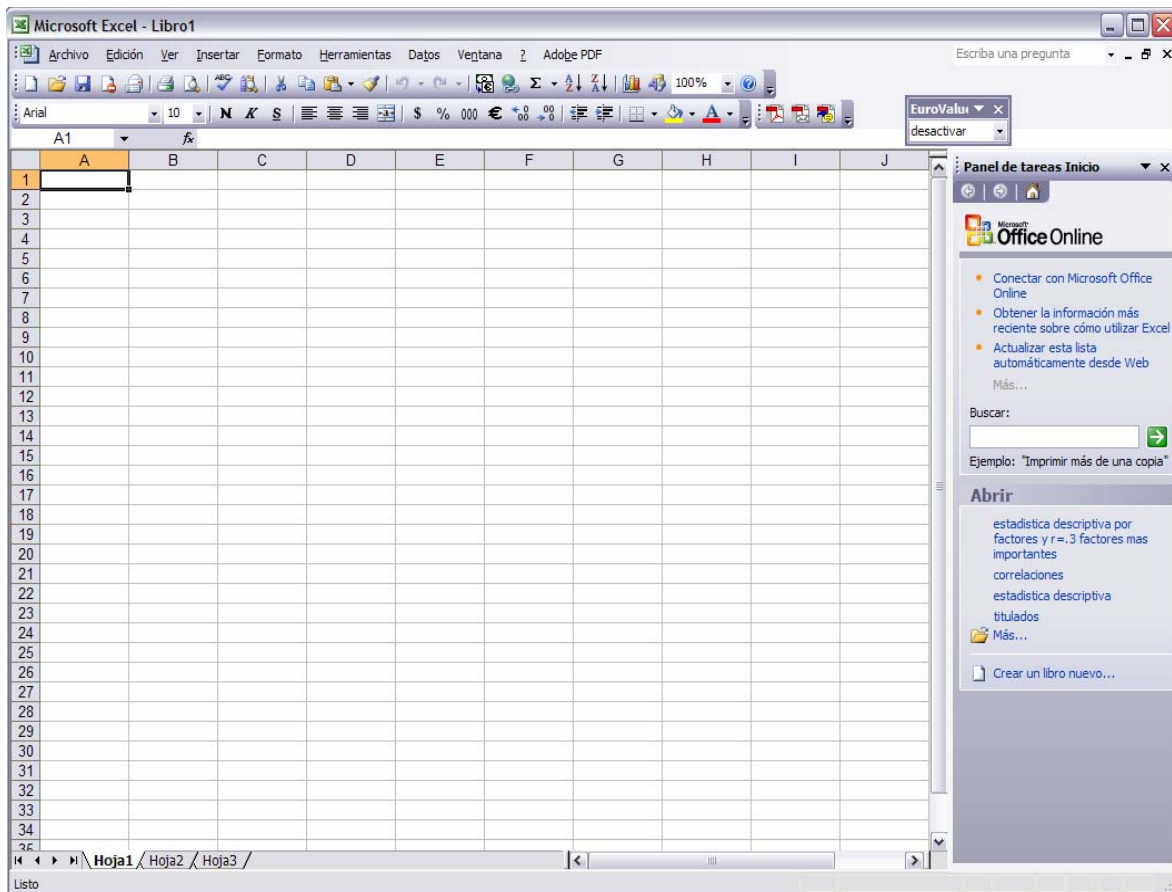 Microsoft Excel - Libro1
Archivo Edición Ver Insertar Formato Herramientas Datos Ventana ? Adobe PDF Escriba una pregunta
100%
Arial 10 N K S $ % 000 €
EuroValue
desactivar
A1 fx
A B C D E F G H I J
1
2
3
4
5
6
7
8
9
10
11
12
13
14
15
16
17
18
19
20
21
22
23
24
25
26
27
28
29
30
31
32
33
34
35
Hoja1 Hoja2 Hoja3
Listo
Panel de tareas Inicio
Microsoft
Office Online
Conectar con Microsoft Office
Online
Obtener la información más
reciente sobre cómo utilizar Excel
Actualizar esta lista
automáticamente desde Web
Más...
Buscar:
Ejemplo: "Imprimir más de una copia"
Abrir
estadistica descriptiva por
factores y r=.3 factores mas
importantes
correlaciones
estadistica descriptiva
titulados
Más...
Crear un libro nuevo...